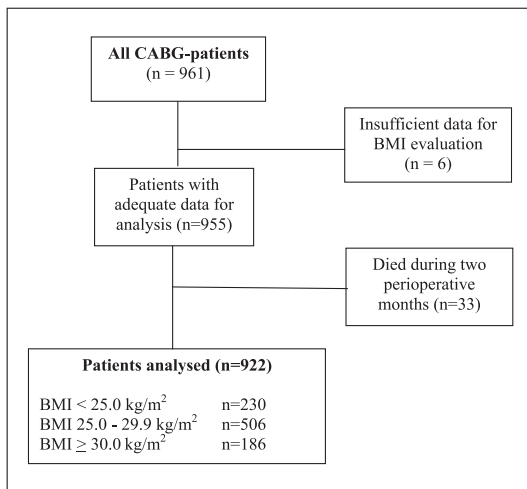 All CABG-patients
(n = 961)
Insufficient data for
BMI evaluation
(n = 6)
Patients with
adequate data for
analysis (n=955)
Died during two
perioperative
months (n=33)
Patients analysed (n=922)
BMI < 25.0 kg/m² n=230
BMI 25.0 - 29.9 kg/m² n=506
BMI ≥ 30.0 kg/m² n=186